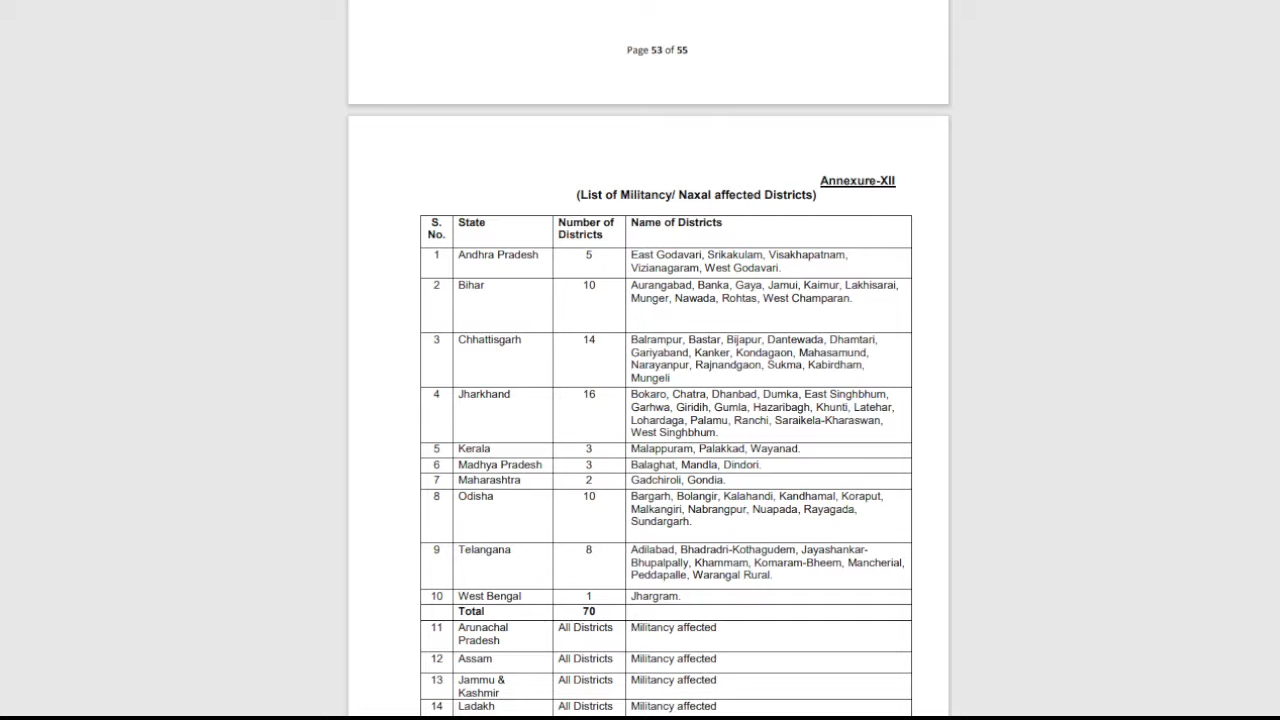 Page 53 of 55
Annexure-XII
(List of Militancy/ Naxal affected Districts)
S. No. State Number of Districts Name of Districts
1 Andhra Pradesh 5 East Godavari, Srikakulam, Visakhapatnam,
Vizianagaram, West Godavari.
2 Bihar 10 Aurangabad, Banka, Gaya, Jamui, Kaimur, Lakhisarai,
Munger, Nawada, Rohtas, West Champaran.
3 Chhattisgarh 14 Balrampur, Bastar, Bijapur, Dantewada, Dhamtari,
Gariyaband, Kanker, Kondagaon, Mahasamund,
Narayanpur, Rajnandgaon, Sukma, Kabirdham,
Mungeli
4 Jharkhand 16 Bokaro, Chatra, Dhanbad, Dumka, East Singhbhum,
Garhwa, Giridih, Gumla, Hazaribagh, Khunti, Latehar,
Lohardaga, Palamu, Ranchi, Saraikela-Kharaswan,
West Singhbhum.
5 Kerala 3 Malappuram, Palakkad, Wayanad.
6 Madhya Pradesh 3 Balaghat, Mandla, Dindori.
7 Maharashtra 2 Gadchiroli, Gondia.
8 Odisha 10 Bargarh, Bolangir, Kalahandi, Kandhamal, Koraput,
Malkangiri, Nabrangpur, Nuapada, Rayagada,
Sundargarh.
9 Telangana 8 Adilabad, Bhadradri-Kothagudem, Jayashankar-
Bhupalpally, Khammam, Komaram-Bheem, Mancherial,
Peddapalle, Warangal Rural.
10 West Bengal 1 Jhargram.
Total 70
11 Arunachal Pradesh All Districts Militancy affected
12 Assam All Districts Militancy affected
13 Jammu & Kashmir All Districts Militancy affected
14 Ladakh All Districts Militancy affected